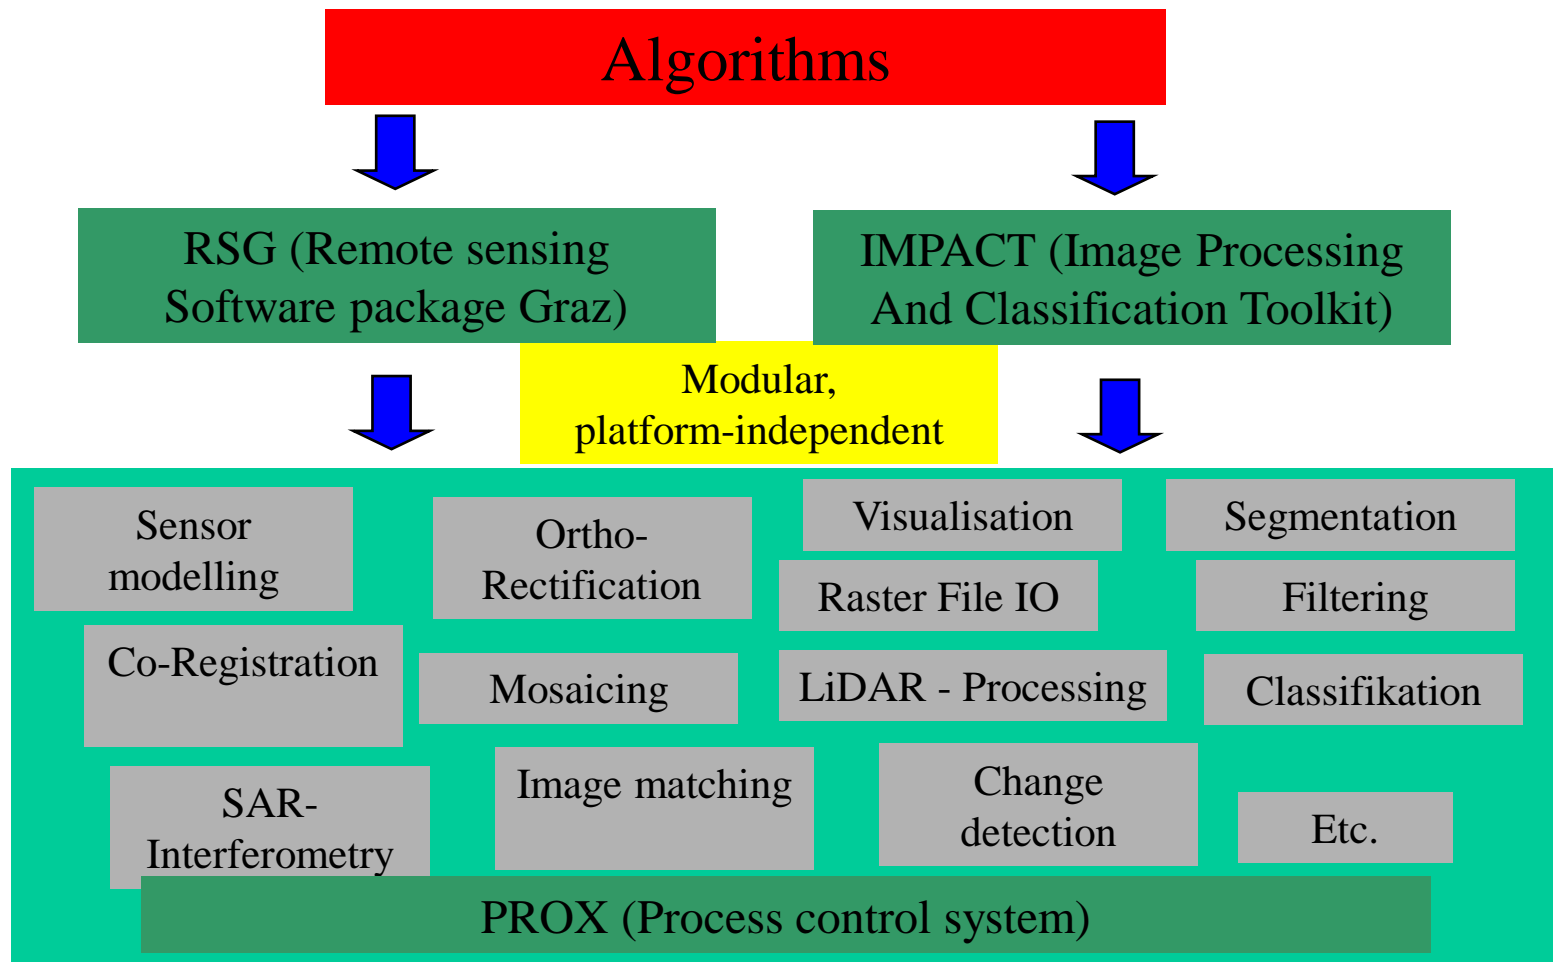 Algorithms
RSG (Remote sensing
Software package Graz)
IMPACT (Image Processing
And Classification Toolkit)
Modular,
platform-independent
Sensor
modelling
Ortho-
Rectification
Visualisation
Segmentation
Raster File IO
Filtering
Co-Registration
Mosaicing
LiDAR - Processing
Classifikation
SAR-
Interferometry
Image matching
Change
detection
Etc.
PROX (Process control system)